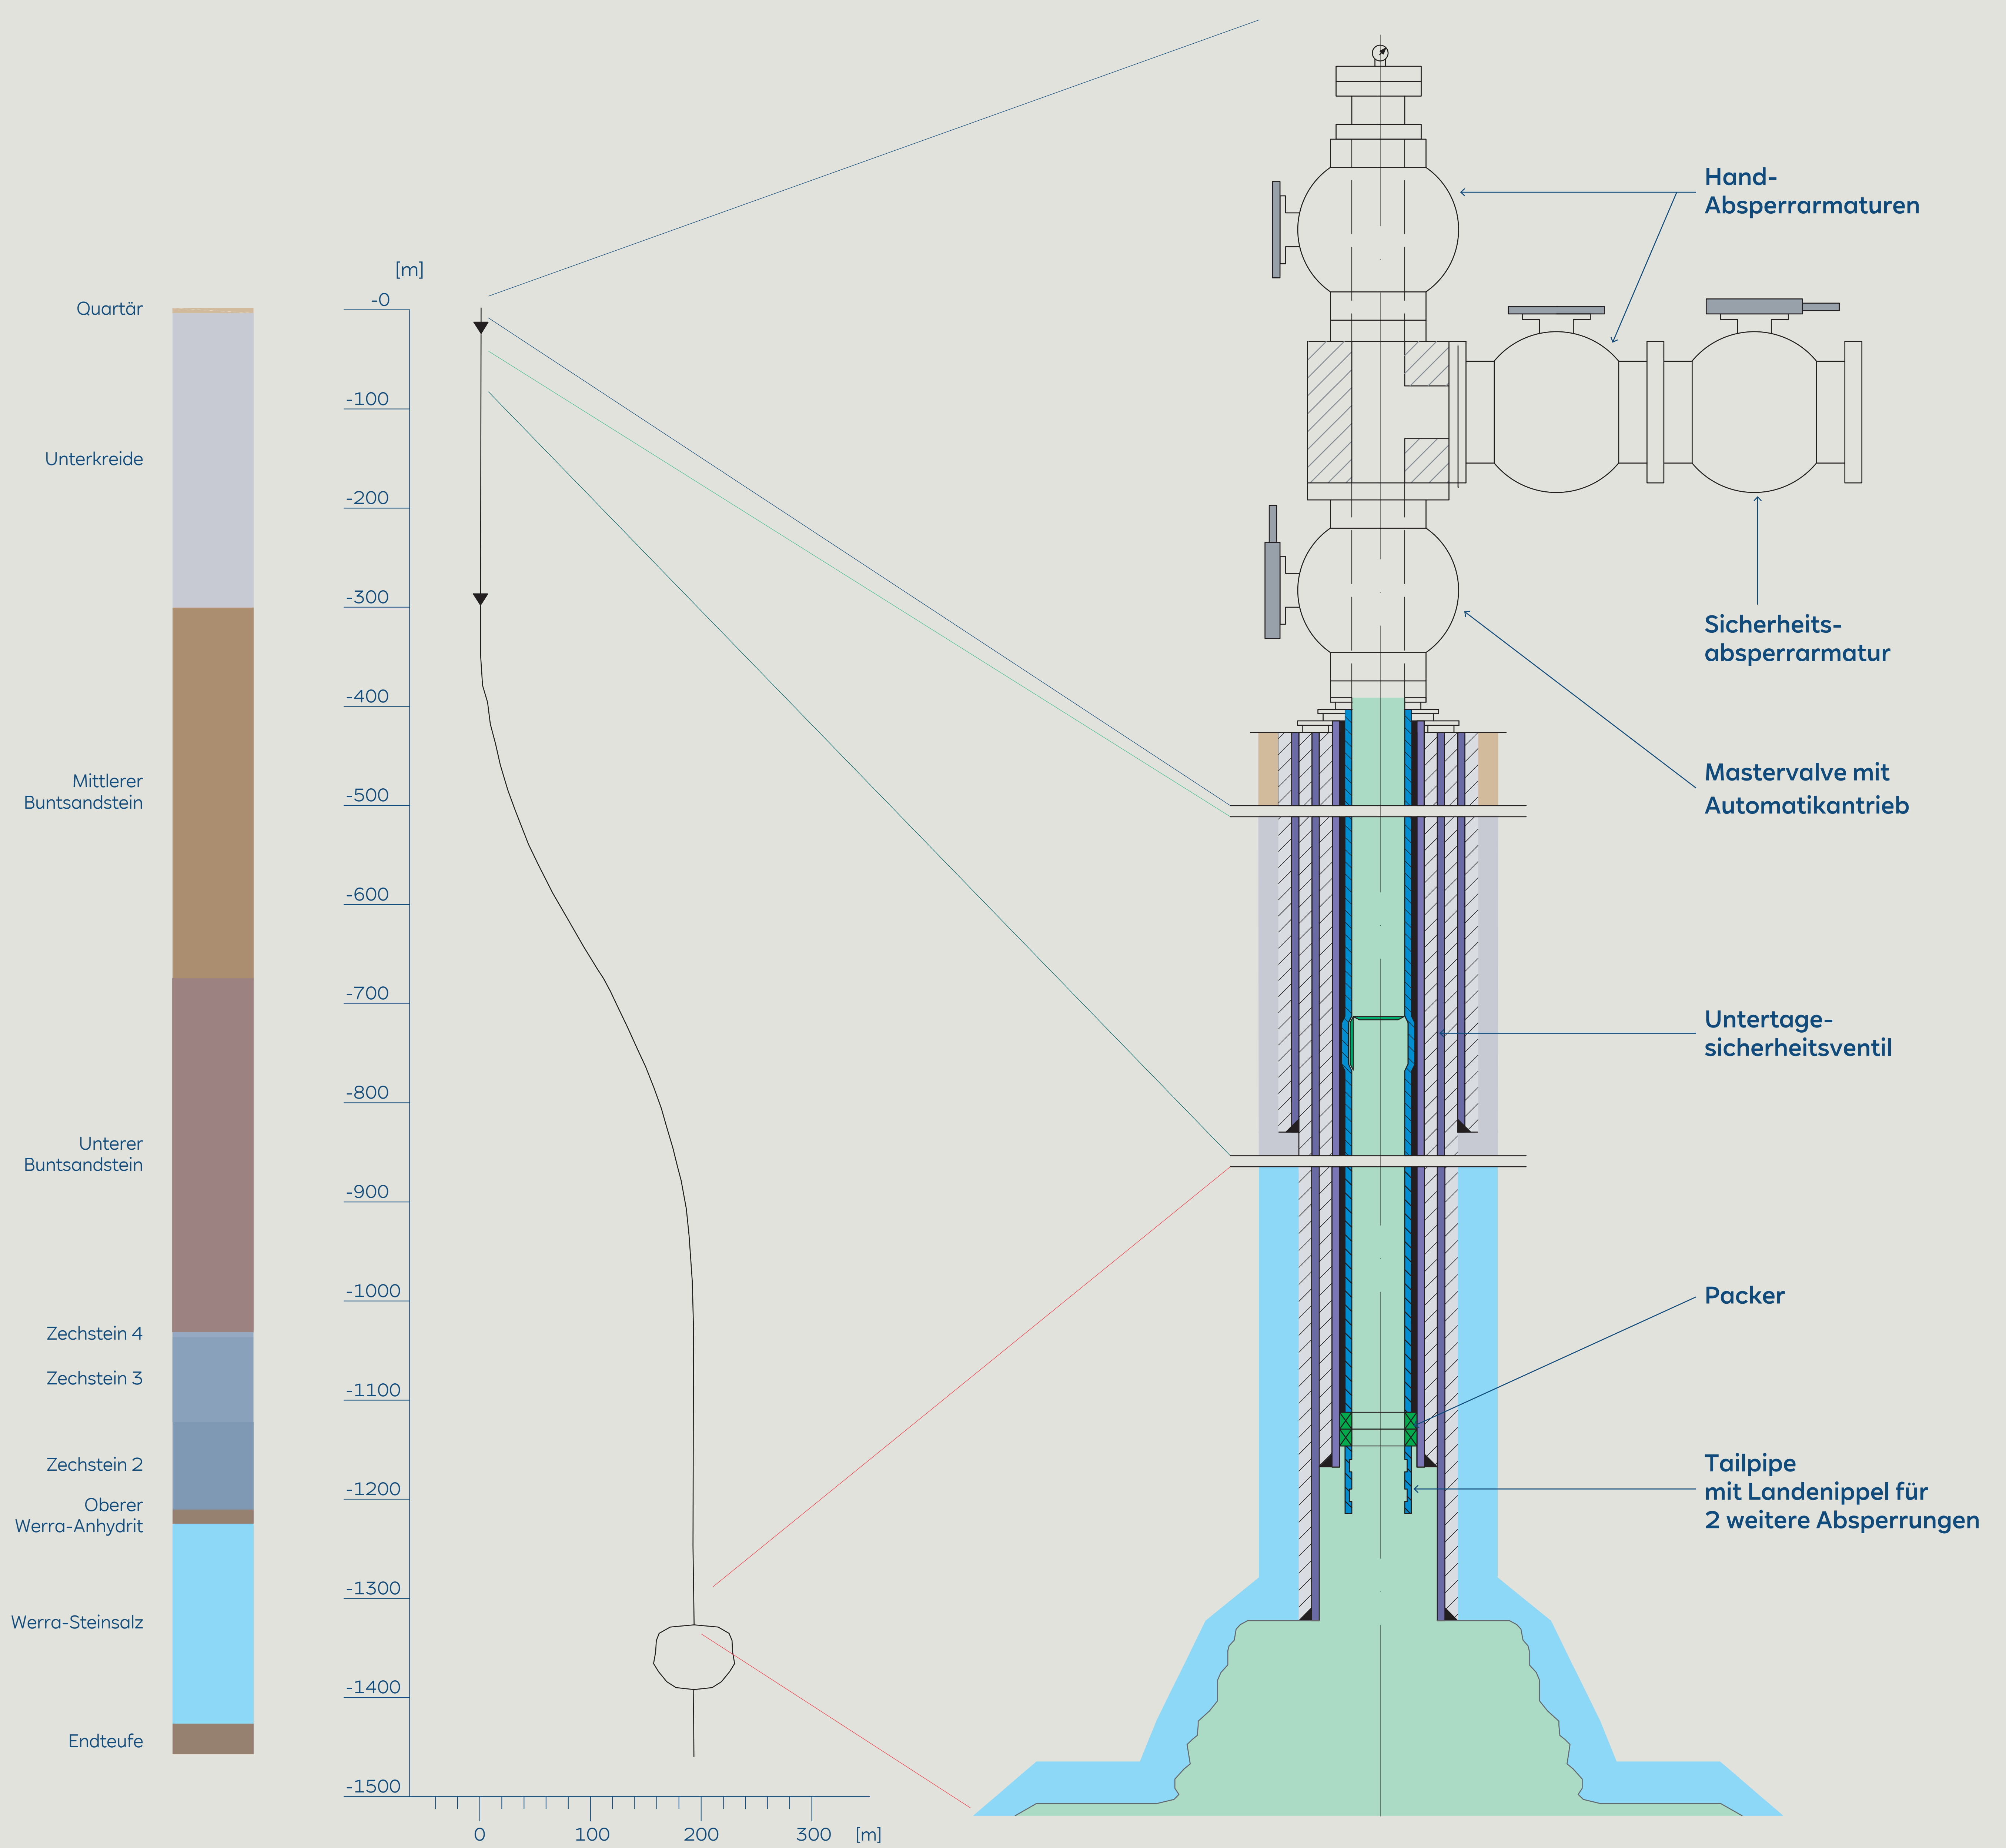 Quartär
Unterkreide
Mittlerer
Buntsandstein
Unterer
Buntsandstein
Zechstein 4
Zechstein 3
Zechstein 2
Oberer
Werra-Anhydrit
Werra-Steinsalz
Endteufe
[m]
-0
-100
-200
-300
-400
-500
-600
-700
-800
-900
-1000
-1100
-1200
-1300
-1400
-1500
0 100 200 300 [m]
Hand-
Absperrarmaturen
Sicherheits-
absperrarmatur
Mastervalve mit
Automatikantrieb
Untertage-
sicherheitsventil
Packer
Tailpipe
mit Landenippel für
2 weitere Absperrungen